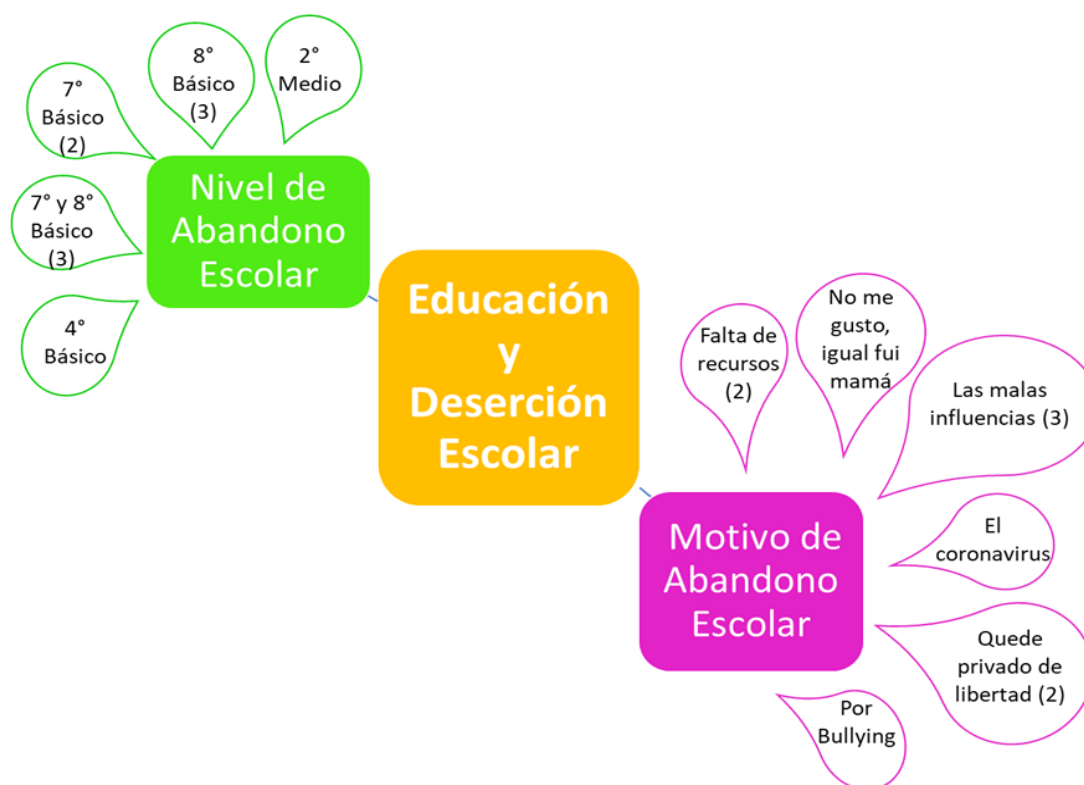 8°
Básico
(3)
2°
Medio
7°
Básico
(2)
7° y 8°
Básico
(3)
4°
Básico
Nivel de
Abandono
Escolar
Educación
y
Deserción
Escolar
Falta de
recursos
(2)
No me
gusto,
igual fui
mamá
Las malas
influencias (3)
El
coronavirus
Quede
privado de
libertad (2)
Por
Bullying
Motivo de
Abandono
Escolar